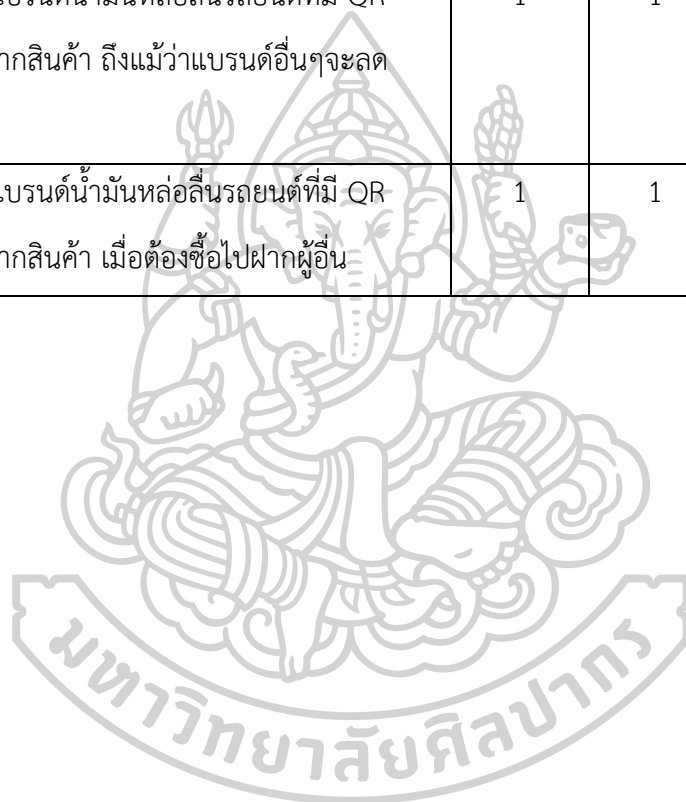 แบรนด์น้ำมันหล่อลื่นรถยนต์ที่มี QR 1 1
ากสินค้า ถึงแม้ว่าแบรนด์อื่นๆจะลด
แบรนด์น้ำมันหล่อลื่นรถยนต์ที่มี QR 1 1
ากสินค้า เมื่อต้องซื้อไปฝากผู้อื่น
มหาวิทยาลัยศิลปากร